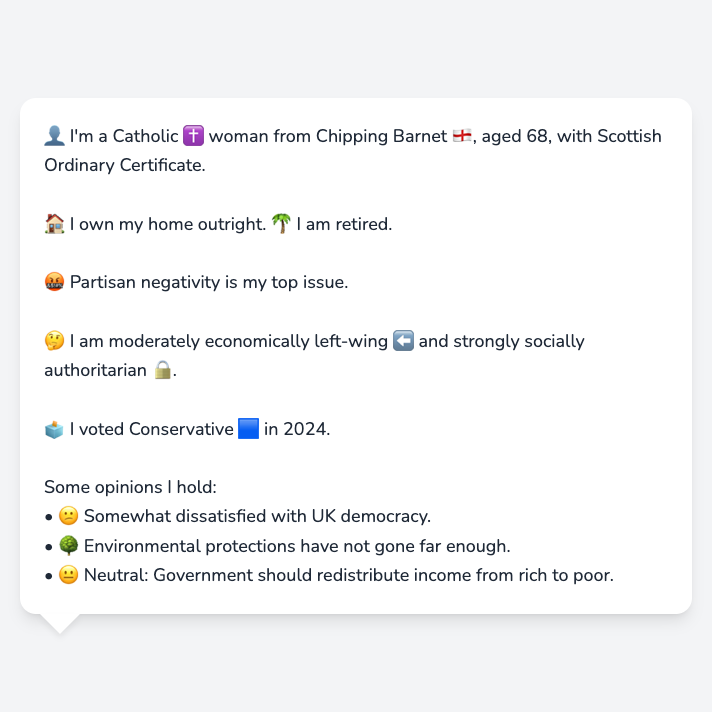 👤 I'm a Catholic ✝️ woman from Chipping Barnet 🏴󠁧󠁢󠁥󠁮󠁧󠁿, aged 68, with Scottish
Ordinary Certificate.
🏠 I own my home outright. 🌴 I am retired.
🤬 Partisan negativity is my top issue.
🤔 I am moderately economically left-wing ⬅️ and strongly socially
authoritarian 🔒.
🗳️ I voted Conservative 🟦 in 2024.
Some opinions I hold:
• 😕 Somewhat dissatisfied with UK democracy.
• 🌳 Environmental protections have not gone far enough.
• 😐 Neutral: Government should redistribute income from rich to poor.